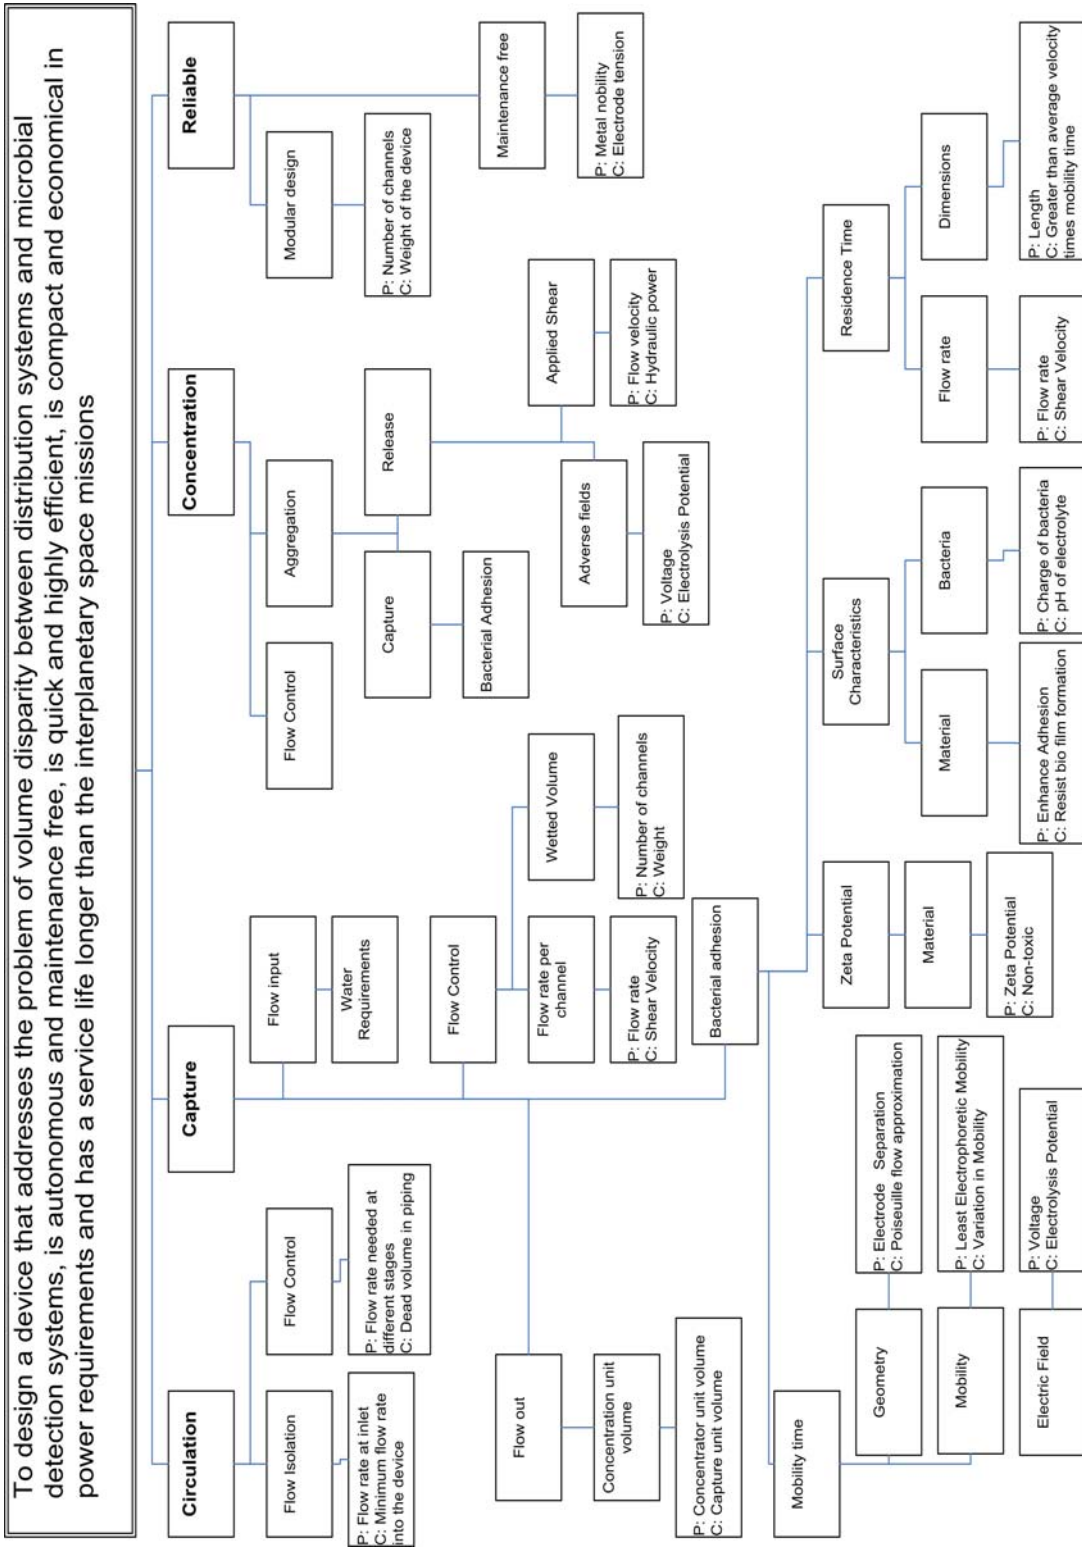 To design a device that addresses the problem of volume disparity between distribution systems and microbial
detection systems, is autonomous and maintenance free, is quick and highly efficient, is compact and economical in
power requirements and has a service life longer than the interplanetary space missions
Circulation
Flow Isolation
P: Flow rate at inlet
C: Minimum flow rate
into the device
Flow Control
P: Flow rate needed at
different stages
C: Dead volume in piping
Capture
Flow input
Water
Requirements
Flow Control
Flow rate per
channel
P: Flow rate
C: Shear Velocity
Wetted Volume
P: Number of channels
C: Weight
Flow out
Concentration unit
volume
P: Concentrator unit volume
C: Capture unit volume
Bacterial adhesion
Mobility time
Geometry
P: Electrode Separation
C: Poiseuille flow approximation
Mobility
P: Least Electrophoretic Mobility
C: Variation in Mobility
Electric Field
P: Voltage
C: Electrolysis Potential
Zeta Potential
Material
P: Zeta Potential
C: Non-toxic
Surface
Characteristics
Material
P: Enhance Adhesion
C: Resist bio film formation
Bacteria
P: Charge of bacteria
C: pH of electrolyte
Residence Time
Flow rate
P: Flow rate
C: Shear Velocity
Dimensions
P: Length
C: Greater than average velocity
times mobility time
Concentration
Flow Control
Aggregation
Capture
Bacterial Adhesion
Release
Adverse fields
P: Voltage
C: Electrolysis Potential
Applied Shear
P: Flow velocity
C: Hydraulic power
Reliable
Modular design
P: Number of channels
C: Weight of the device
Maintenance free
P: Metal nobility
C: Electrode tension